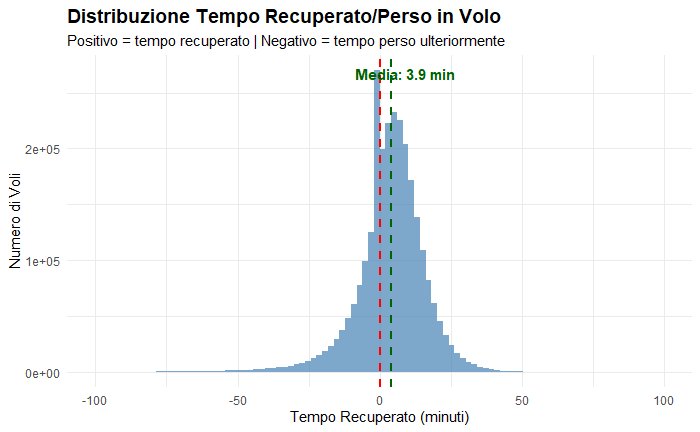 Distribuzione Tempo Recuperato/Perso in Volo
Positivo = tempo recuperato | Negativo = tempo perso ulteriormente
Media: 3.9 min
Numero di Voli
2e+05
1e+05
0e+00
-100
-50
0
50
100
Tempo Recuperato (minuti)